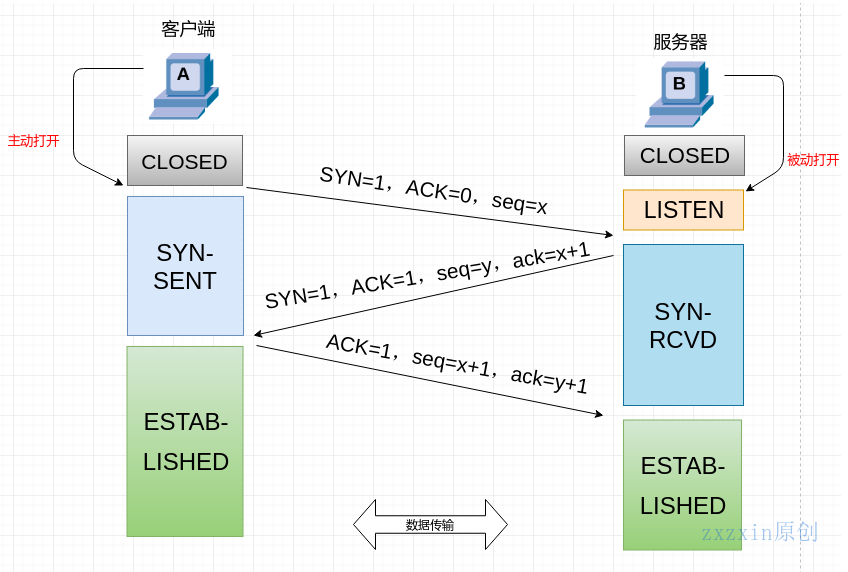 客户端
服务器
A
B
主动打开
被动打开
CLOSED
CLOSED
SYN=1，ACK=0，seq=x
LISTEN
SYN-
SENT
SYN=1，ACK=1，seq=y，ack=x+1
SYN-
RCVD
ACK=1，seq=x+1，ack=y+1
ESTAB-
LISHED
ESTAB-
LISHED
数据传输
zxzxin原创